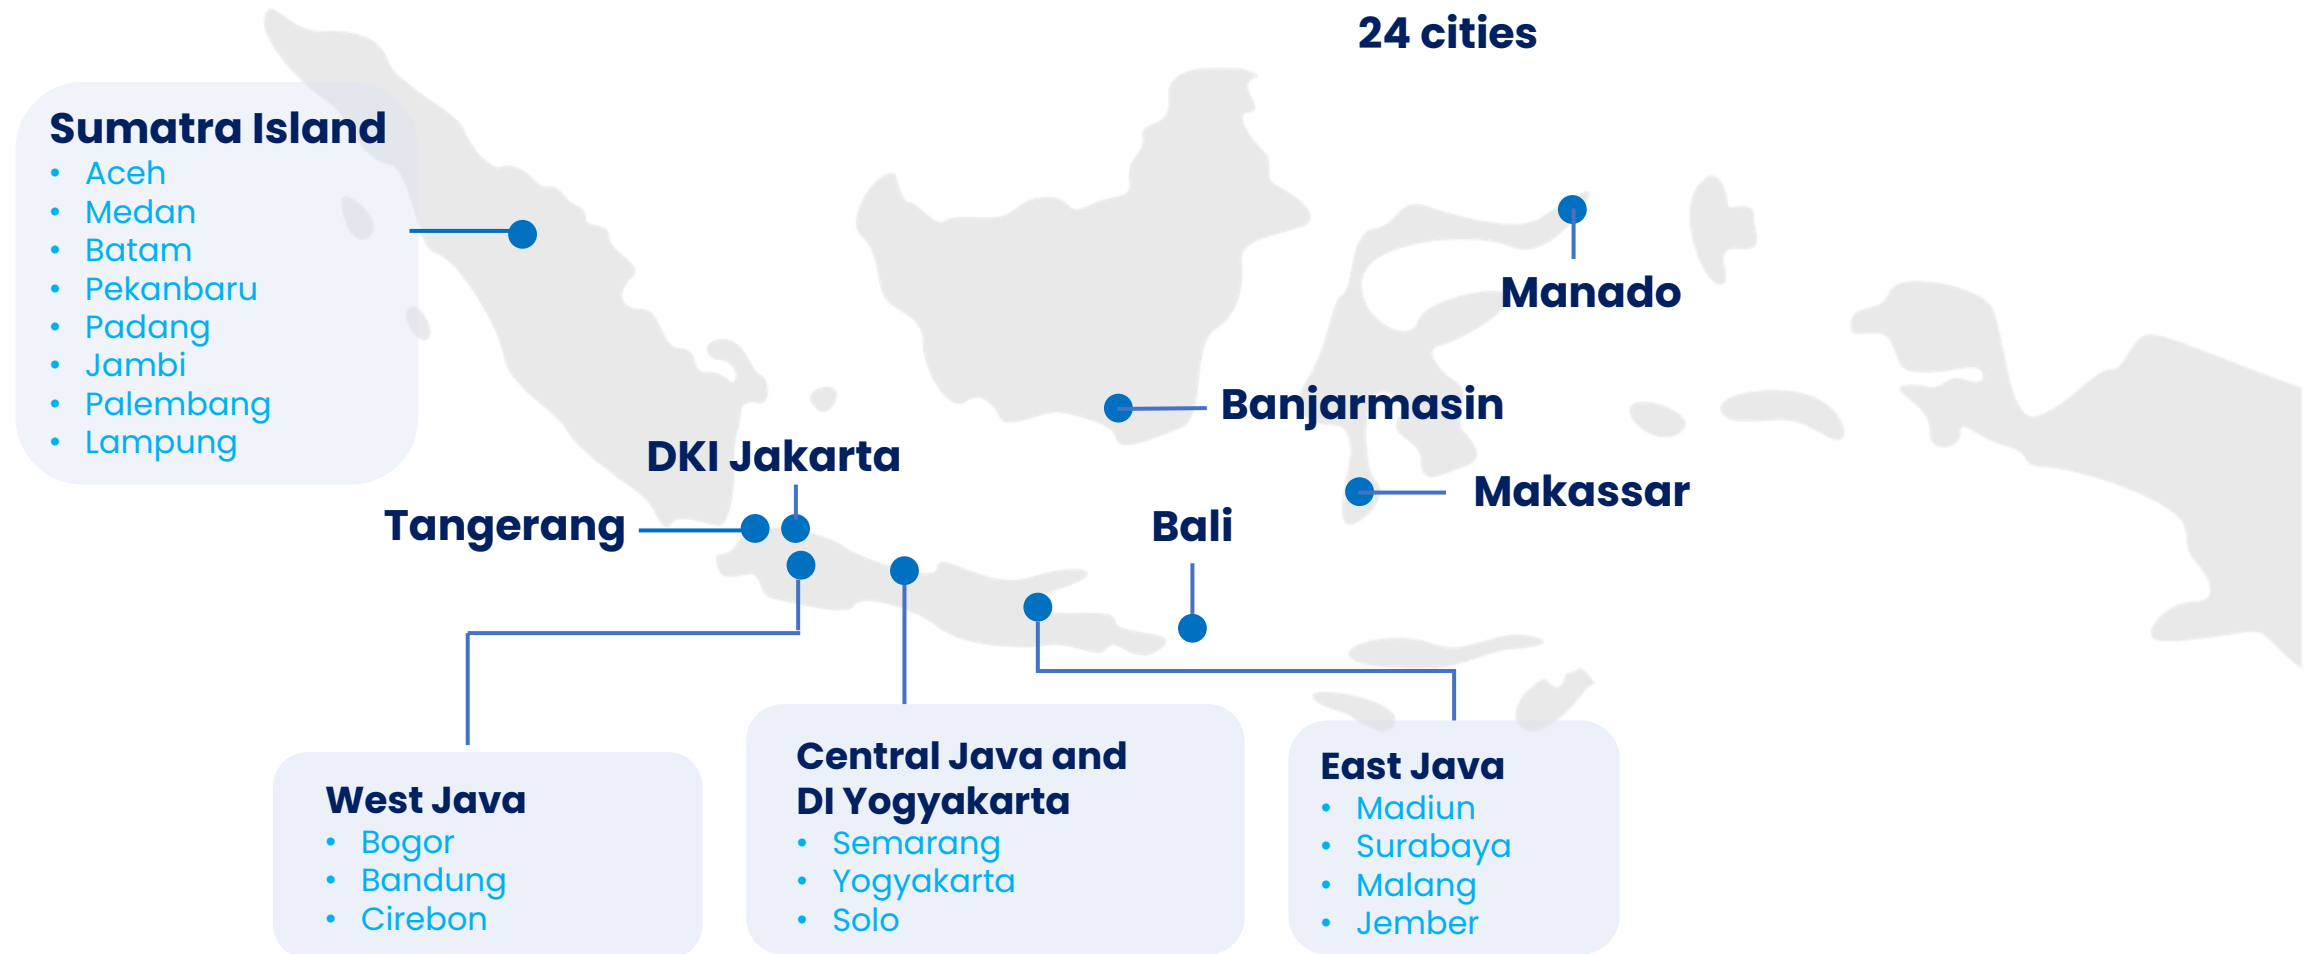 24 cities
Sumatra Island
• Aceh
• Medan
• Batam
• Pekanbaru
• Padang
• Jambi
• Palembang
• Lampung
Manado
Banjarmasin
DKI Jakarta
Makassar
Tangerang
Bali
West Java
• Bogor
• Bandung
• Cirebon
Central Java and
DI Yogyakarta
• Semarang
• Yogyakarta
• Solo
East Java
• Madiun
• Surabaya
• Malang
• Jember